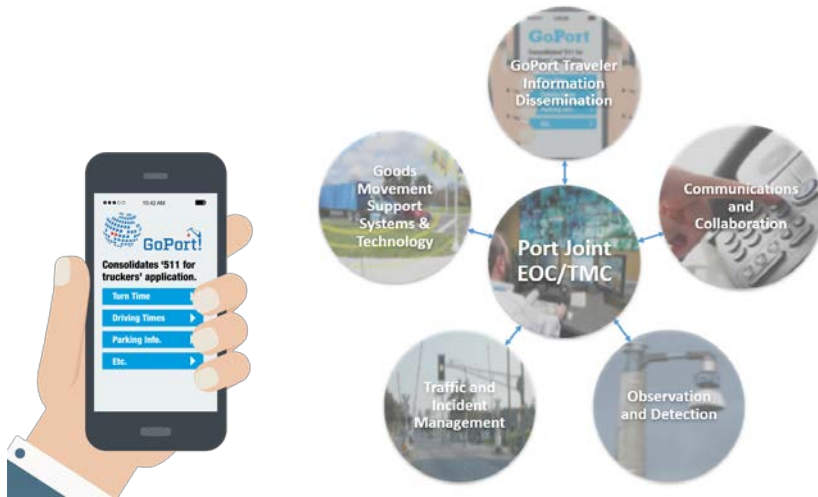 10:42 AM
GoPort!
Consolidates '511 for
truckers' application.
Turn Time
Driving Times
Parking Info.
Etc.
GoPort
GoPort Traveler
Information
Dissemination
Etc.
Goods
Movement
Support
Systems &
Technology
Communications
and
Collaboration
Port Joint
EOC/TMC
Traffic and
Incident
Management
Observation
and Detection